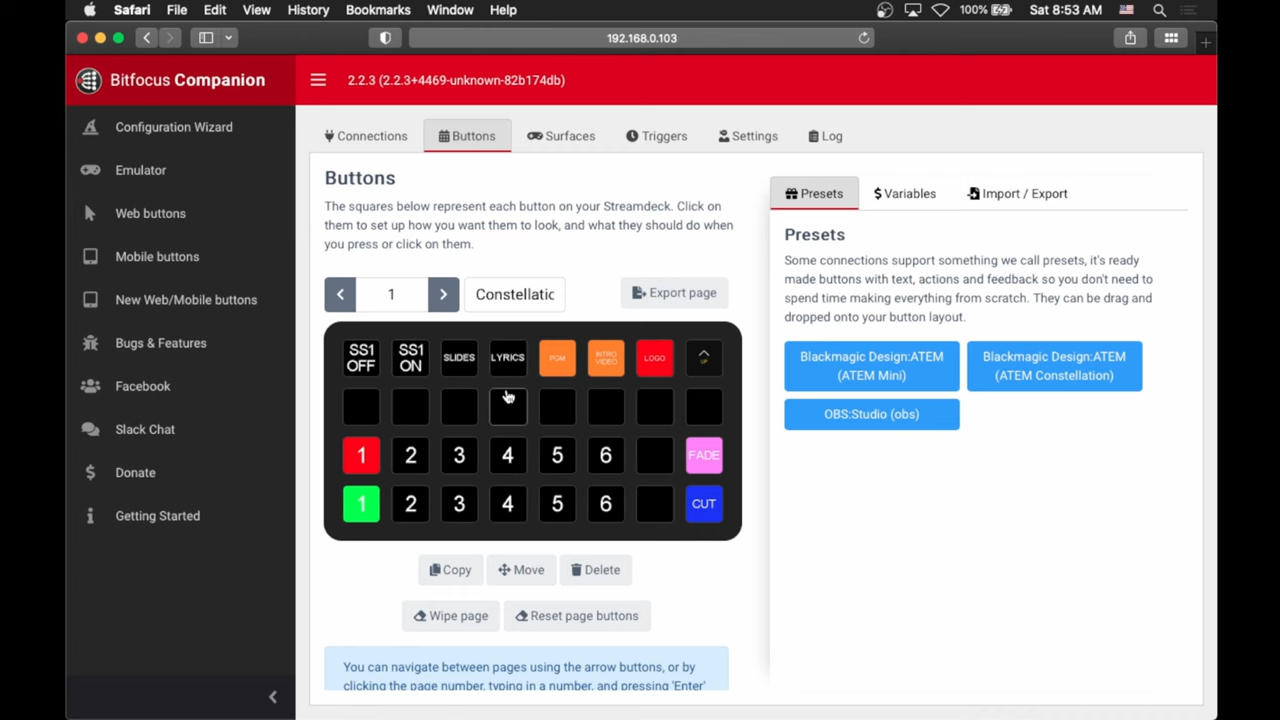 Safari File Edit View History Bookmarks Window Help 100% Sat 8:53 AM
192.168.0.103
Bitfocus Companion
2.2.3 (2.2.3+4469-unknown-82b174db)
Configuration Wizard
Emulator
Web buttons
Mobile buttons
New Web/Mobile buttons
Bugs & Features
Facebook
Slack Chat
Donate
Getting Started
Connections Buttons Surfaces Triggers Settings Log
Buttons
The squares below represent each button on your Streamdeck. Click on
them to set up how you want them to look, and what they should do when
you press or click on them.
1 Constellatic Export page
SS1 OFF SS1 ON SLIDES LYRICS PGM INTRO VIDEO LOGO UP
1 2 3 4 5 6 FADE
1 2 3 4 5 6 CUT
Copy Move Delete
Wipe page Reset page buttons
You can navigate between pages using the arrow buttons, or by
clicking the page number, typing in a number, and pressing 'Enter'
Presets $ Variables Import / Export
Presets
Some connections support something we call presets, it's ready
made buttons with text, actions and feedback so you don't need to
spend time making everything from scratch. They can be drag and
dropped onto your button layout.
Blackmagic Design:ATEM
(ATEM Mini)
Blackmagic Design:ATEM
(ATEM Constellation)
OBS:Studio (obs)